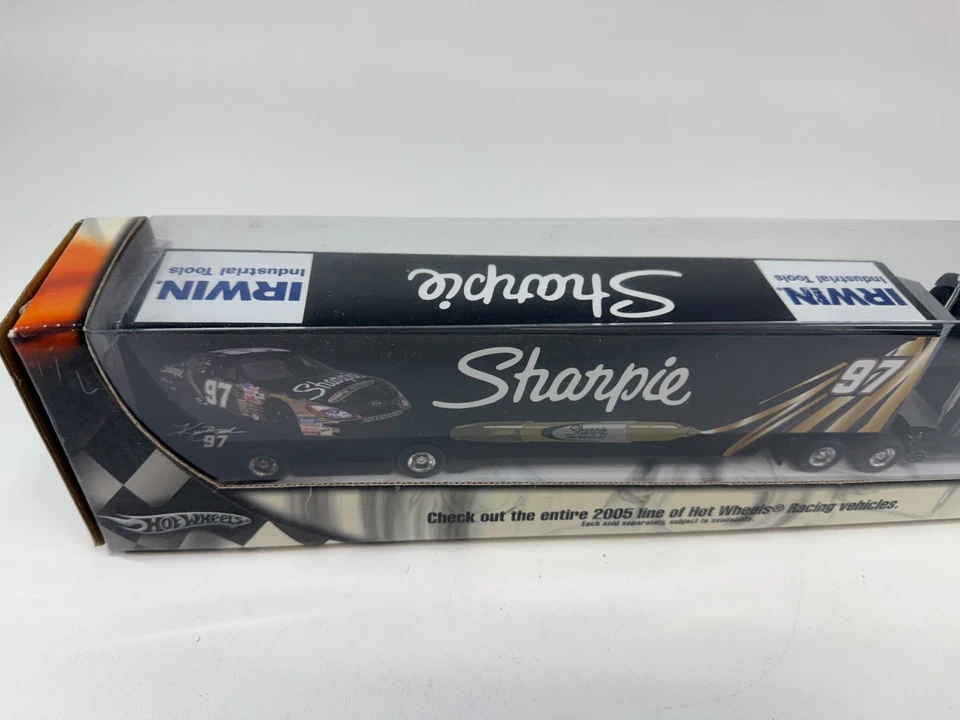 IRWIN
Industrial Tools
Sharpie
IRWIN
Industrial Tools
Sharpie
97
97
Sharpie
97
Sharpie
HOT WHEELS
Check out the entire 2005 line of Hot Wheels® Racing vehicles.
Each sold separately, subject to availability.